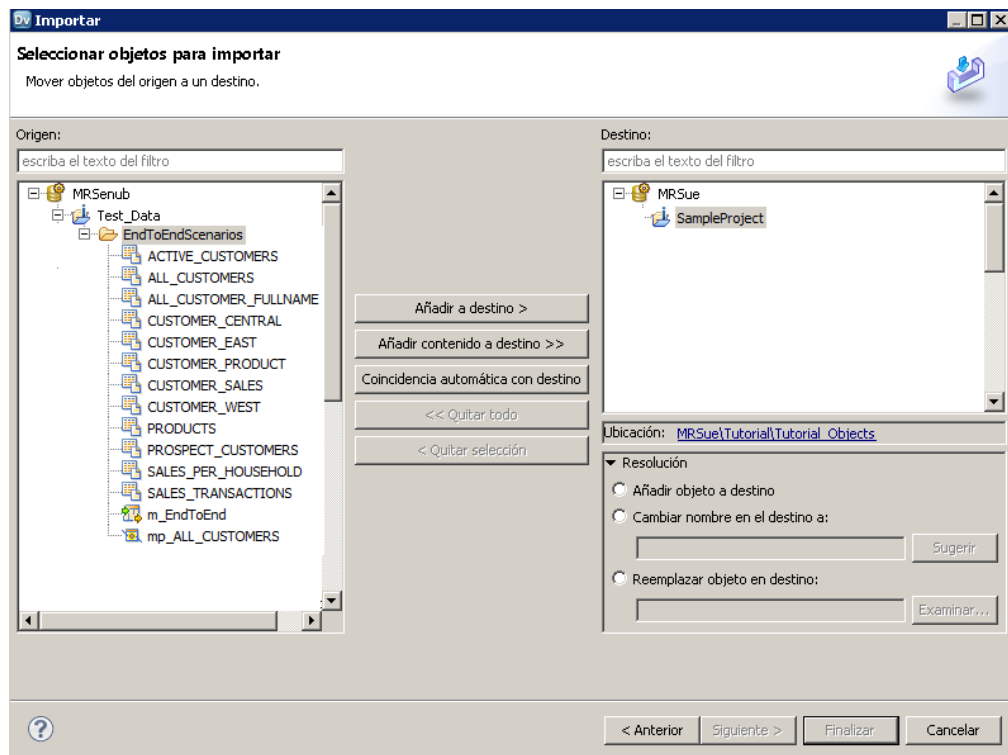 Dv Importar
Seleccionar objetos para importar
Mover objetos del origen a un destino.
Origen:
escriba el texto del filtro
MRSenub
Test_Data
EndToEndScenarios
ACTIVE_CUSTOMERS
ALL_CUSTOMERS
ALL_CUSTOMER_FULLNAME
CUSTOMER_CENTRAL
CUSTOMER_EAST
CUSTOMER_PRODUCT
CUSTOMER_SALES
CUSTOMER_WEST
PRODUCTS
PROSPECT_CUSTOMERS
SALES_PER_HOUSEHOLD
SALES_TRANSACTIONS
m_EndToEnd
mp_ALL_CUSTOMERS
Añadir a destino >
Añadir contenido a destino >>
Coincidencia automática con destino
<< Quitar todo
< Quitar selección
Destino:
escriba el texto del filtro
MRSue
SampleProject
Ubicación: MRSue\Tutorial\Tutorial_Objects
Resolución
Añadir objeto a destino
Cambiar nombre en el destino a:
Sugerir
Reemplazar objeto en destino:
Examinar...
? < Anterior Siguiente > Finalizar Cancelar